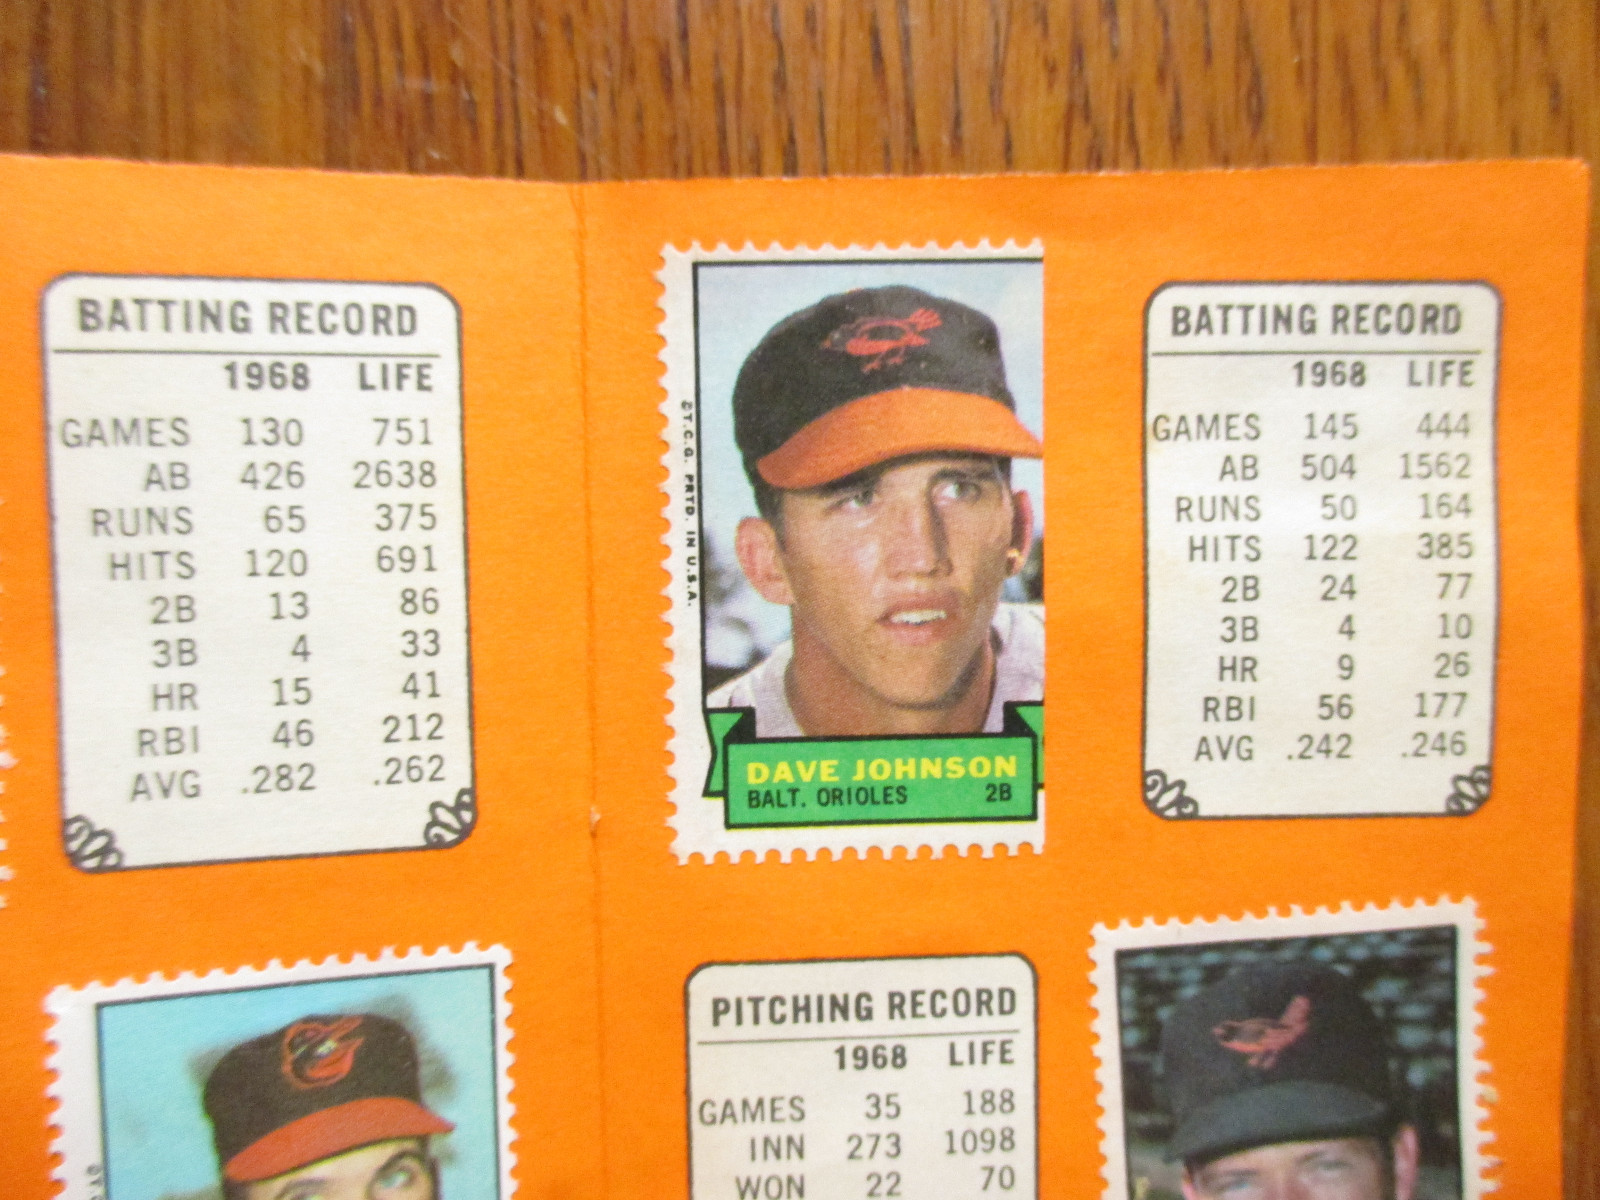 BATTING RECORD
1968 LIFE
GAMES 130 751
AB 426 2638
RUNS 65 375
HITS 120 691
2B 13 86
3B 4 33
HR 15 41
RBI 46 212
AVG .282 .262
©T.C.G. PRTD. IN U.S.A.
DAVE JOHNSON
BALT. ORIOLES 2B
BATTING RECORD
1968 LIFE
GAMES 145 444
AB 504 1562
RUNS 50 164
HITS 122 385
2B 24 77
3B 4 10
HR 9 26
RBI 56 177
AVG .242 .246
PITCHING RECORD
1968 LIFE
GAMES 35 188
INN 273 1098
WON 22 70